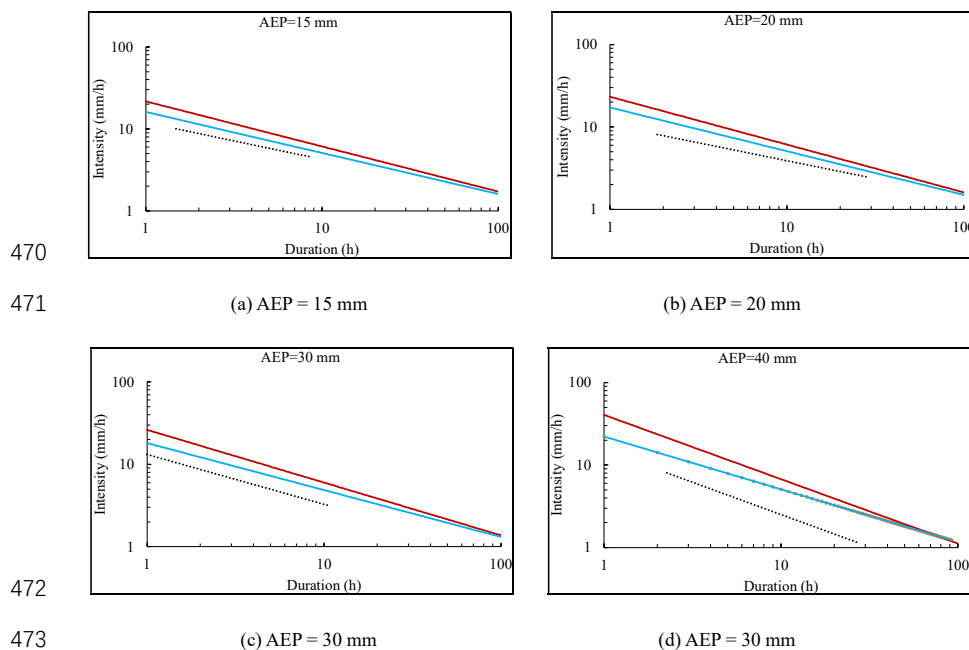 AEP=15 mm
100
10
1
Intensity (mm/h)
1 10 100
Duration (h)
AEP=20 mm
100
10
1
Intensity (mm/h)
1 10 100
Duration (h)
470
471 (a) AEP = 15 mm (b) AEP = 20 mm
AEP=30 mm
100
10
1
Intensity (mm/h)
1 10 100
Duration (h)
AEP=40 mm
100
10
1
Intensity (mm/h)
1 10 100
Duration (h)
472
473 (c) AEP = 30 mm (d) AEP = 30 mm